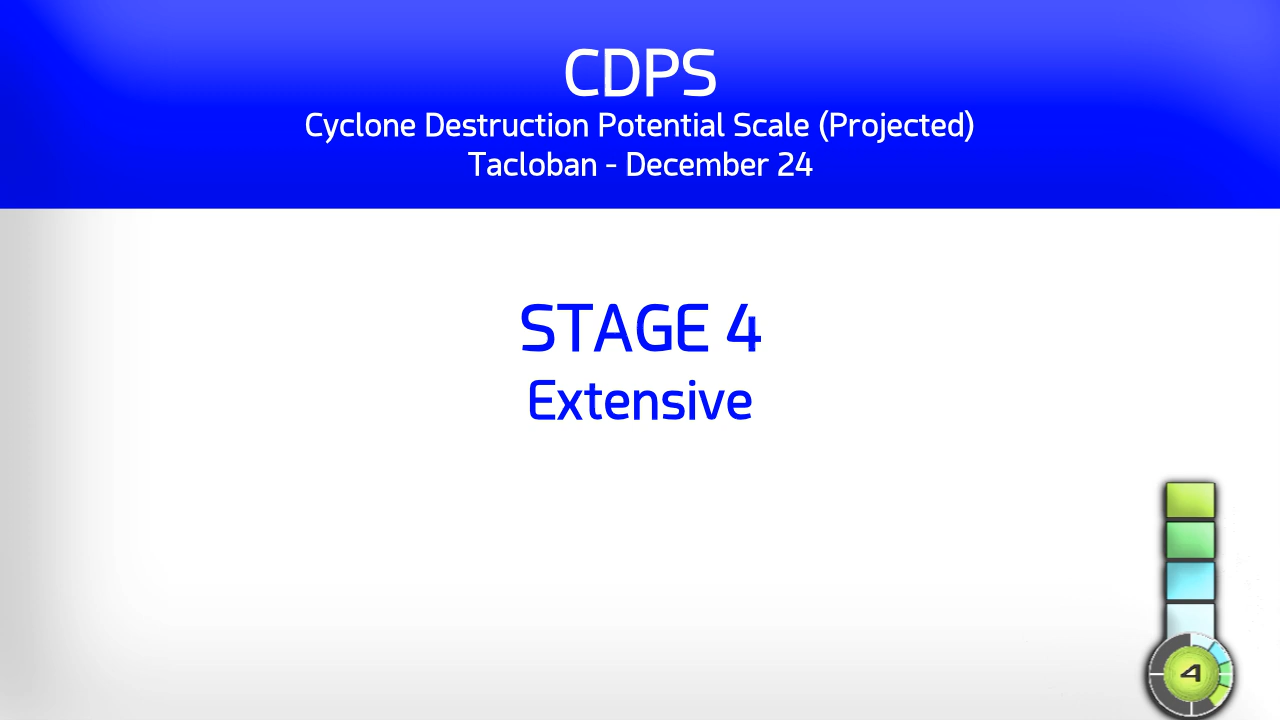 CDPS
Cyclone Destruction Potential Scale (Projected)
Tacloban - December 24
STAGE 4
Extensive
4